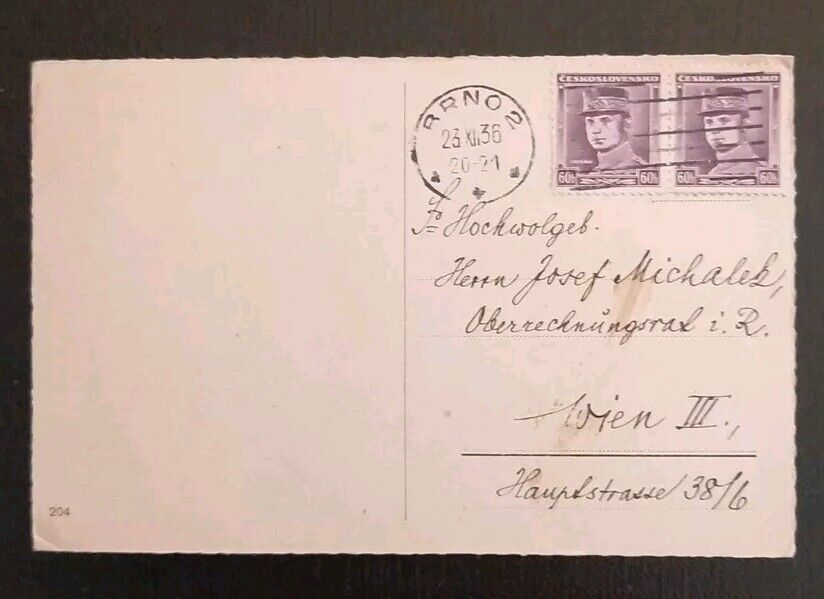 ČESKOSLOVENSKO ČESKOSLOVENSKO
60h 60h 60h 60h
BRNO 2
23 XII 36
20-21
Hochwolgeb.
Herrn Josef Michalek,
Oberrechnungsrat i. R.
Wien III.,
Hauptstrasse 38/6
204